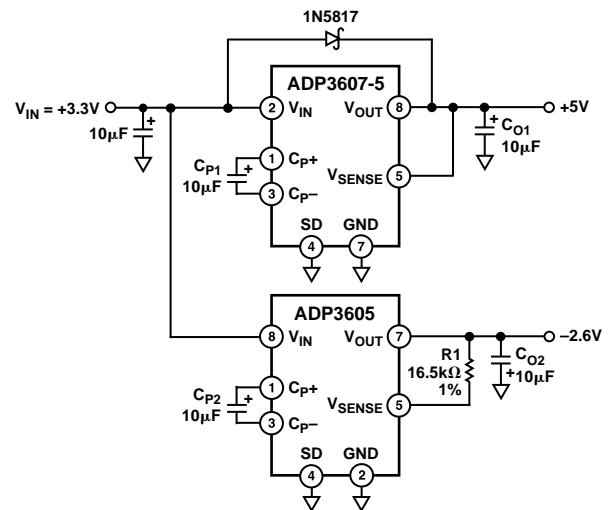 1N5817
ADP3607-5
VIN = +3.3V
2
VIN
VOUT
8
+5V
+
10µF
+
CO1
10µF
1
CP+
CP1
10µF
+
3
CP–
VSENSE
5
SD
GND
4
7
ADP3605
8
VIN
VOUT
7
–2.6V
R1
16.5kΩ
1%
CO2
+
10µF
1
CP+
CP2
10µF
+
3
CP–
VSENSE
5
SD
GND
4
2